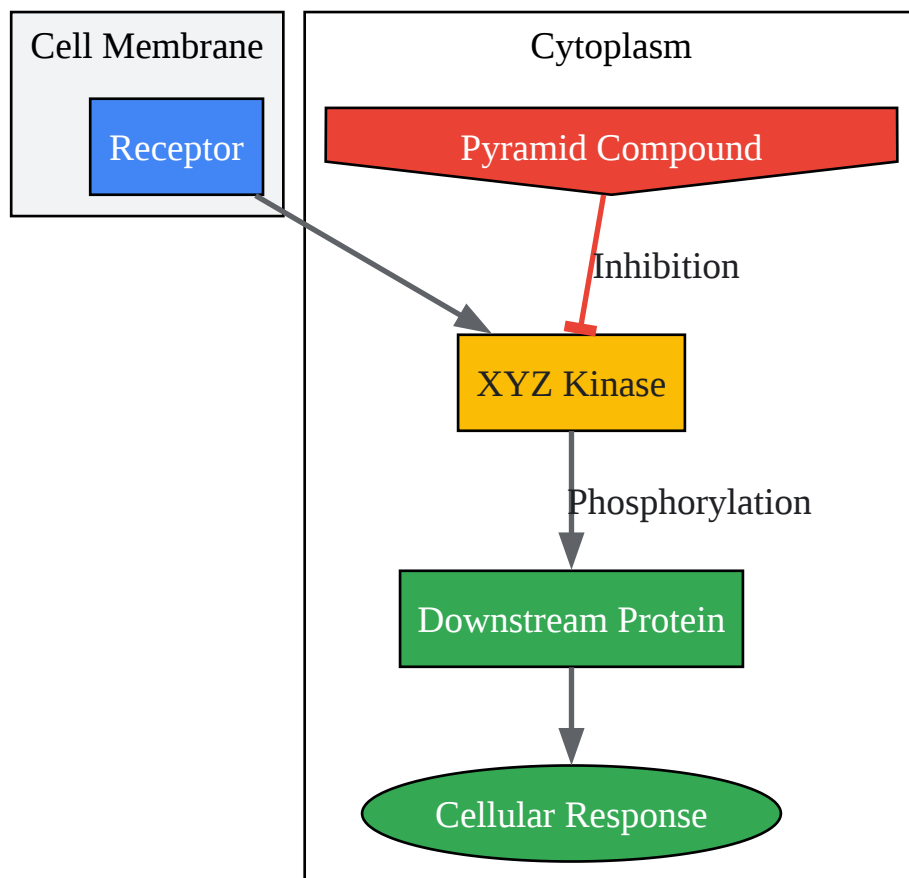 Cell Membrane
Cytoplasm
Receptor
Pyramid Compound
Inhibition
XYZ Kinase
Phosphorylation
Downstream Protein
Cellular Response